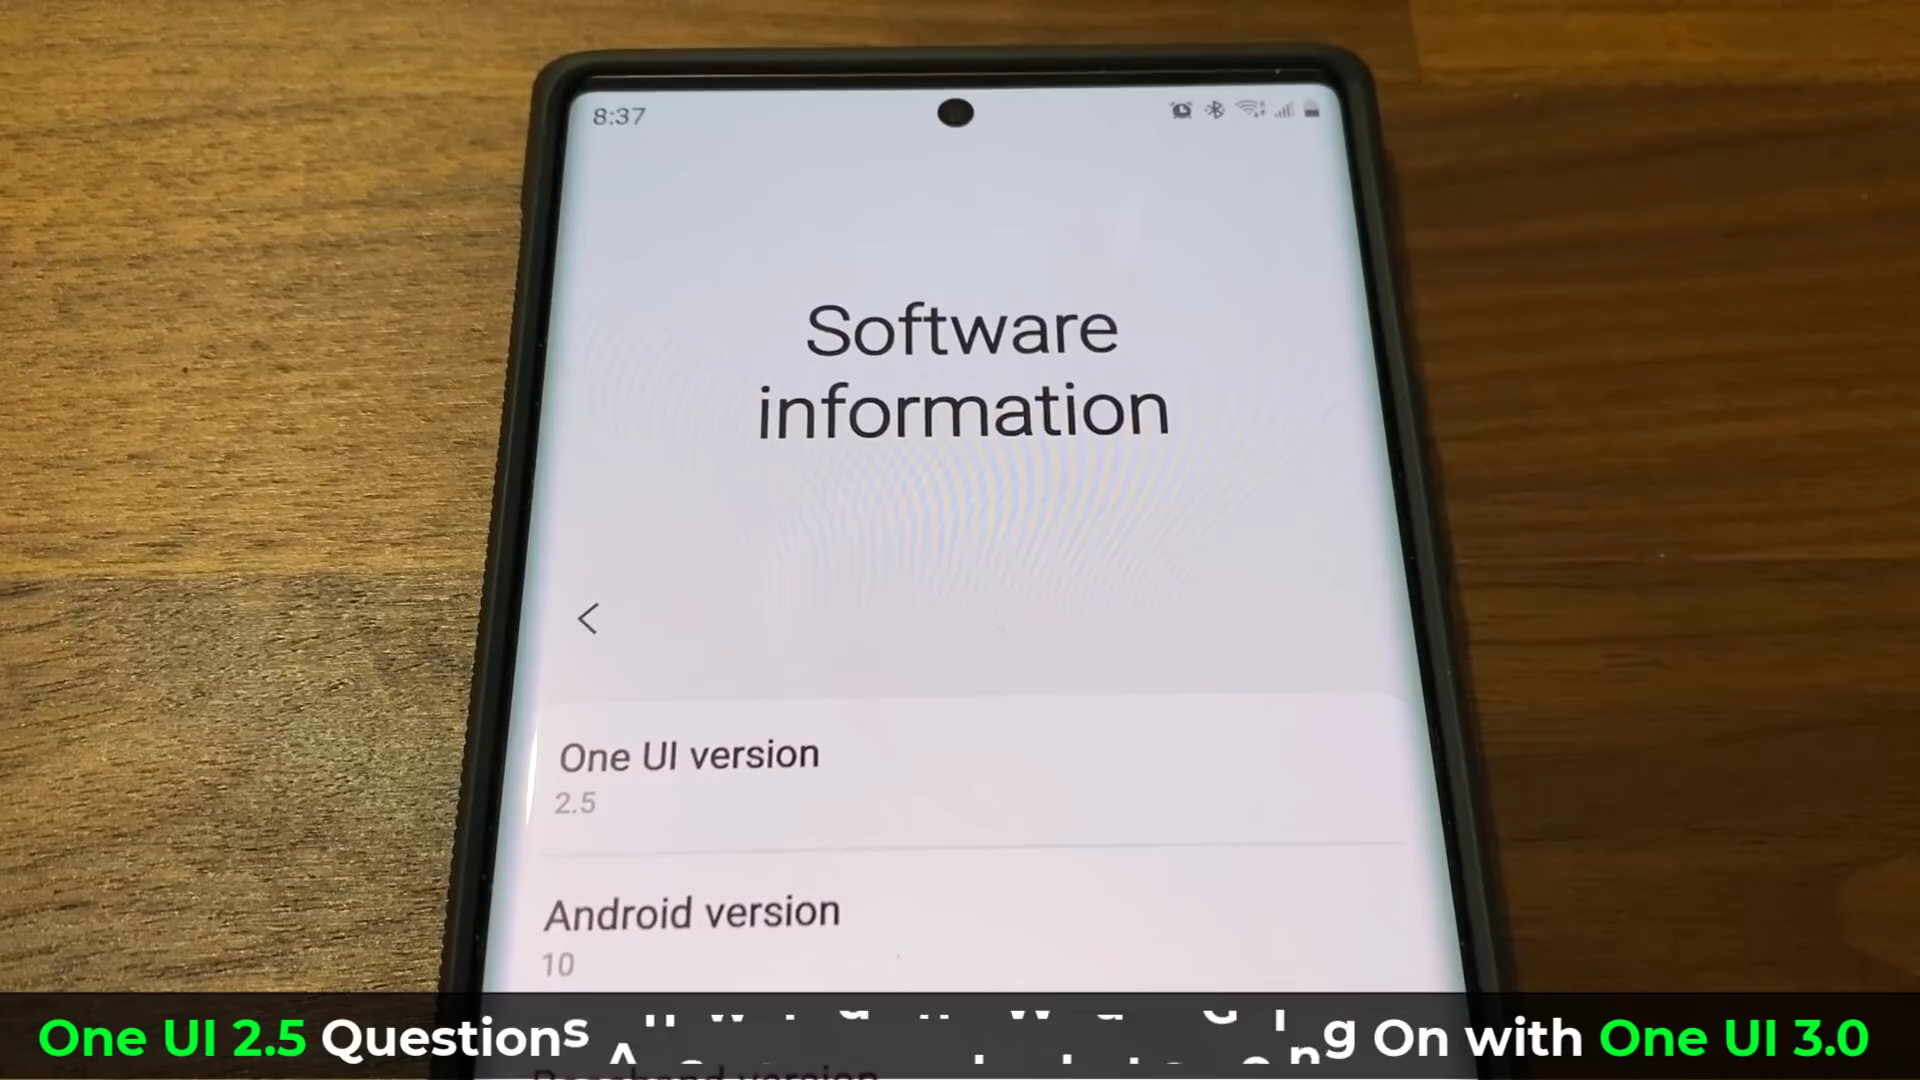 8:37
Software
information
One UI version
2.5
Android version
10
One UI 2.5 Questions
g On with One UI 3.0